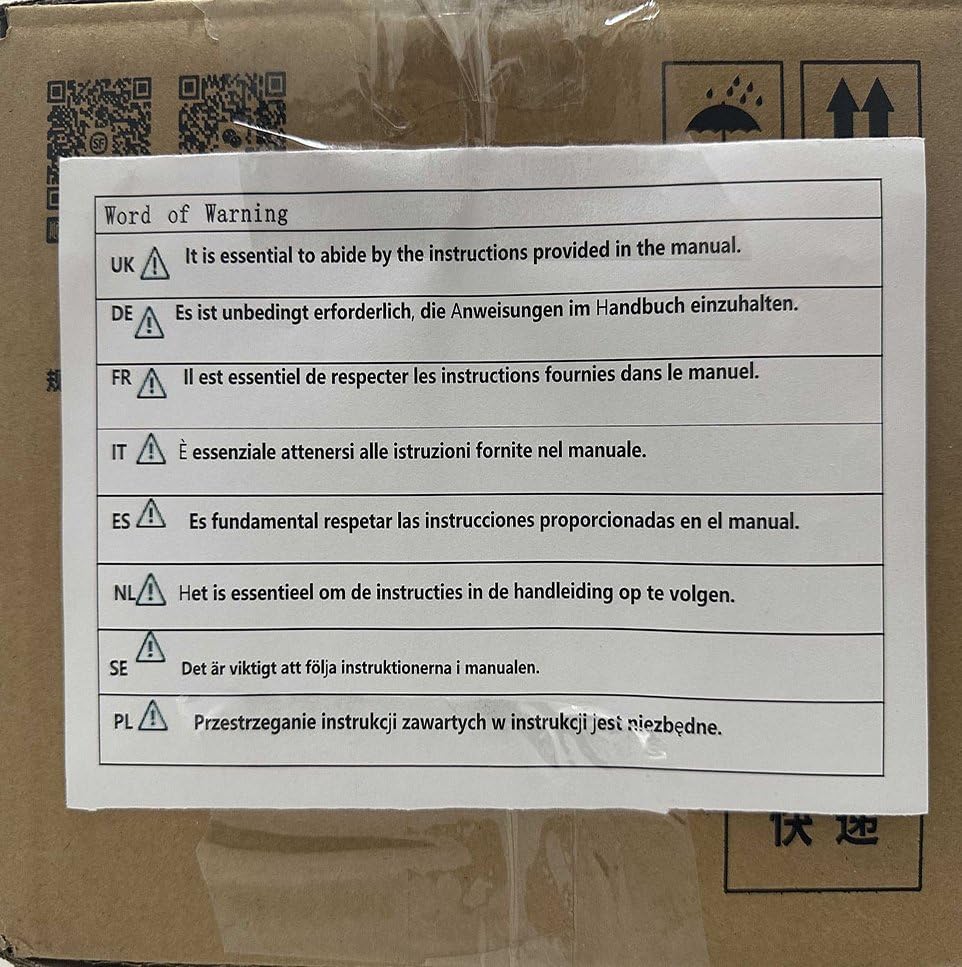 SF
Word of Warning
UK It is essential to abide by the instructions provided in the manual.
DE Es ist unbedingt erforderlich, die Anweisungen im Handbuch einzuhalten.
FR Il est essentiel de respecter les instructions fournies dans le manuel.
IT È essenziale attenersi alle istruzioni fornite nel manuale.
ES Es fundamental respetar las instrucciones proporcionadas en el manual.
NL Het is essentieel om de instructies in de handleiding op te volgen.
SE Det är viktigt att följa instruktionerna i manualen.
PL Przestrzeganie instrukcji zawartych w instrukcji jest niezbędne.
快递